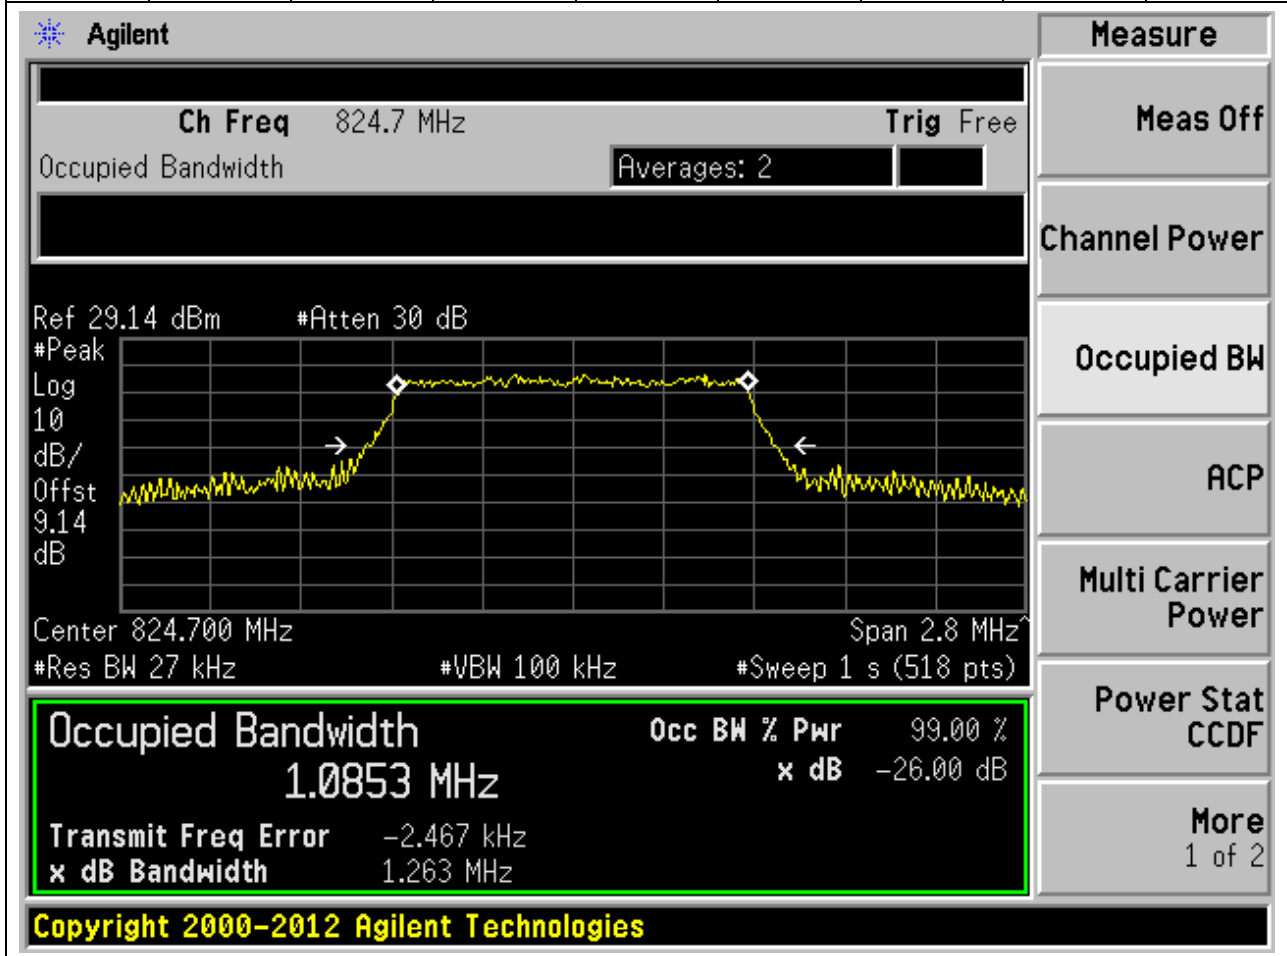 Agilent
Measure
Ch Freq 824.7 MHz Trig Free
Occupied Bandwidth Averages: 2
Meas Off
Channel Power
Occupied BW
ACP
Multi Carrier
Power
Power Stat
CCDF
More
1 of 2
Ref 29.14 dBm #Atten 30 dB
#Peak
Log
10
dB/
Offst
9.14
dB
Center 824.700 MHz Span 2.8 MHz^
#Res BW 27 kHz #VBW 100 kHz #Sweep 1 s (518 pts)
Occupied Bandwidth Occ BW % Pwr 99.00 %
1.0853 MHz x dB -26.00 dB
Transmit Freq Error -2.467 kHz
x dB Bandwidth 1.263 MHz
Copyright 2000-2012 Agilent Technologies